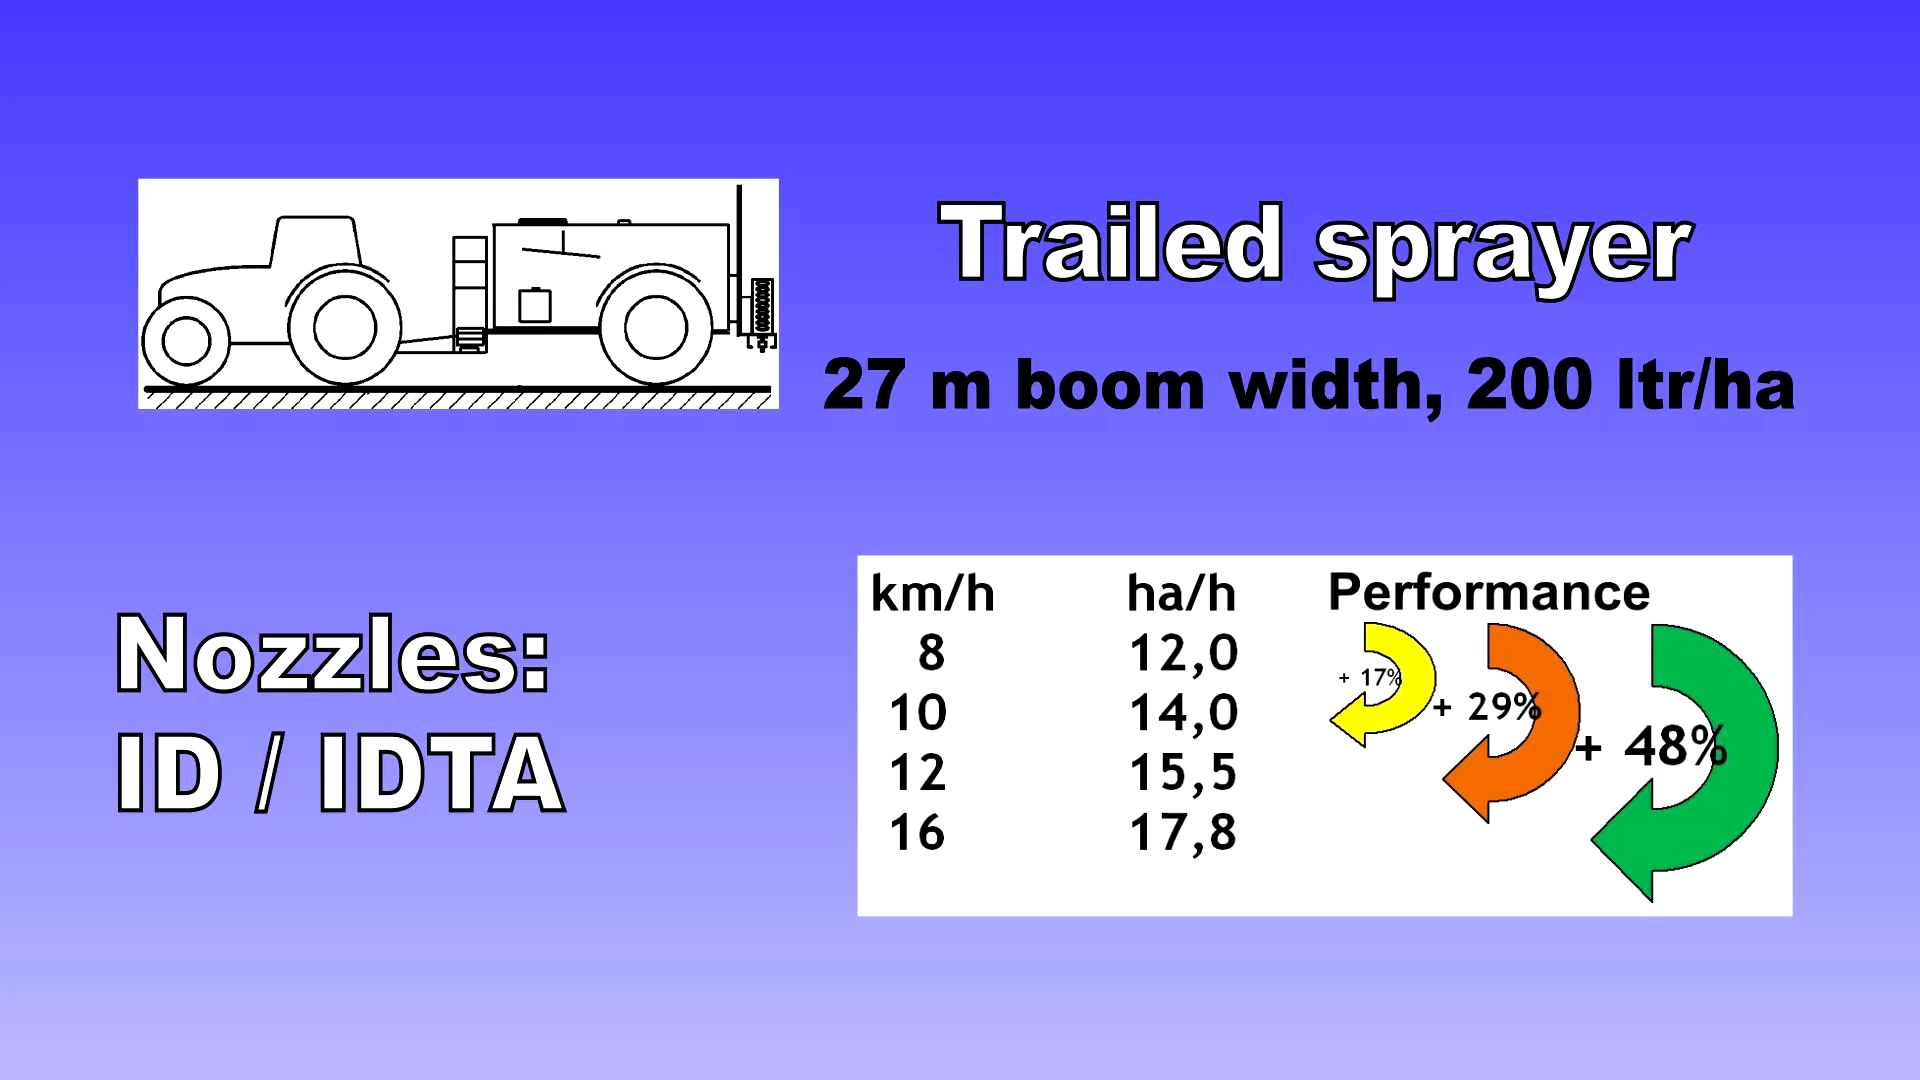 Trailed sprayer
27 m boom width, 200 ltr/ha
Nozzles:
ID / IDTA
km/h ha/h Performance
8 12,0
10 14,0
12 15,5
16 17,8
+ 17%
+ 29%
+ 48%